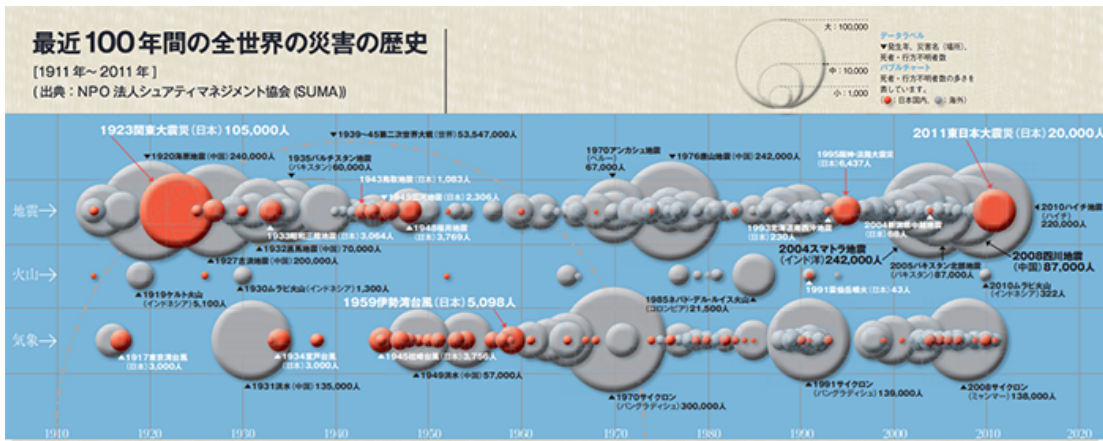 最近100年間の全世界の災害の歴史
[1911年〜2011年]
(出典：NPO法人シュアティマネジメント協会(SUMA))
大：100,000
中：10,000
小：1,000
データラベル
▼発生年、災害名（場所）、
死者・行方不明者数
バブルチャート
死者・行方不明者数の多さを
表しています。
(●：日本国内、●：海外)
1923関東大震災(日本)105,000人
▼1939〜45第二次世界大戦(世界)53,547,000人
2011東日本大震災(日本)20,000人
▼1920海原地震(中国)240,000人
1935バルチスタン地震
(パキスタン)60,000人
1970アンカシュ地震
(ペルー)
67,000人
▼1976唐山地震(中国)242,000人
1995阪神・淡路大震災
(日本)6,437人
1943鳥取地震(日本)1,083人
▼1945三河地震(日本)2,306人
地震→
◀2010ハイチ地震
(ハイチ)
220,000人
1933昭和三陸地震(日本)3,064人
▲1948福井地震
(日本)3,769人
1993北海道南西沖地震
(日本)230人
2004新潟県中越地震
(日本)68人
▲1932昌馬地震(中国)70,000人
2004スマトラ地震
(インド洋)242,000人
2008四川地震
(中国)87,000人
▲1927古浪地震(中国)200,000人
2005パキスタン北部地震
(パキスタン)87,000人
火山→
▲1919ケルト火山
(インドネシア)5,100人
▲1930ムラピ火山(インドネシア)1,300人
1985ネバド・デル・ルイス火山▲
(コロンビア)21,500人
▲1991雲仙岳噴火(日本)43人
▲2010ムラピ火山
(インドネシア)322人
1959伊勢湾台風(日本)5,098人
気象→
▲1917東京湾台風
(日本)3,000人
▲1934室戸台風
(日本)3,000人
▲1945枕崎台風(日本)3,756人
▲1931洪水(中国)135,000人
▲1949洪水(中国)57,000人
▲1970サイクロン
(バングラディシュ)300,000人
▲1991サイクロン
(バングラディシュ)139,000人
▲2008サイクロン
(ミャンマー)138,000人
1910 1920 1930 1940 1950 1960 1970 1980 1990 2000 2010 2020